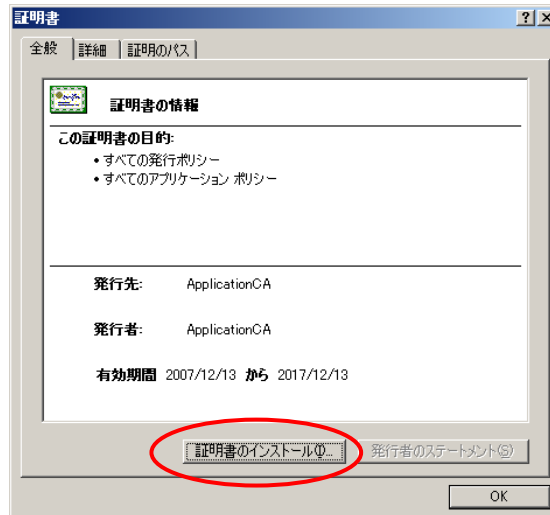 証明書
全般 詳細 証明のパス
証明書の情報
この証明書の目的:
• すべての発行ポリシー
• すべてのアプリケーション ポリシー
発行先: ApplicationCA
発行者: ApplicationCA
有効期間 2007/12/13 から 2017/12/13
証明書のインストール(I)... 発行者のステートメント(S)
OK